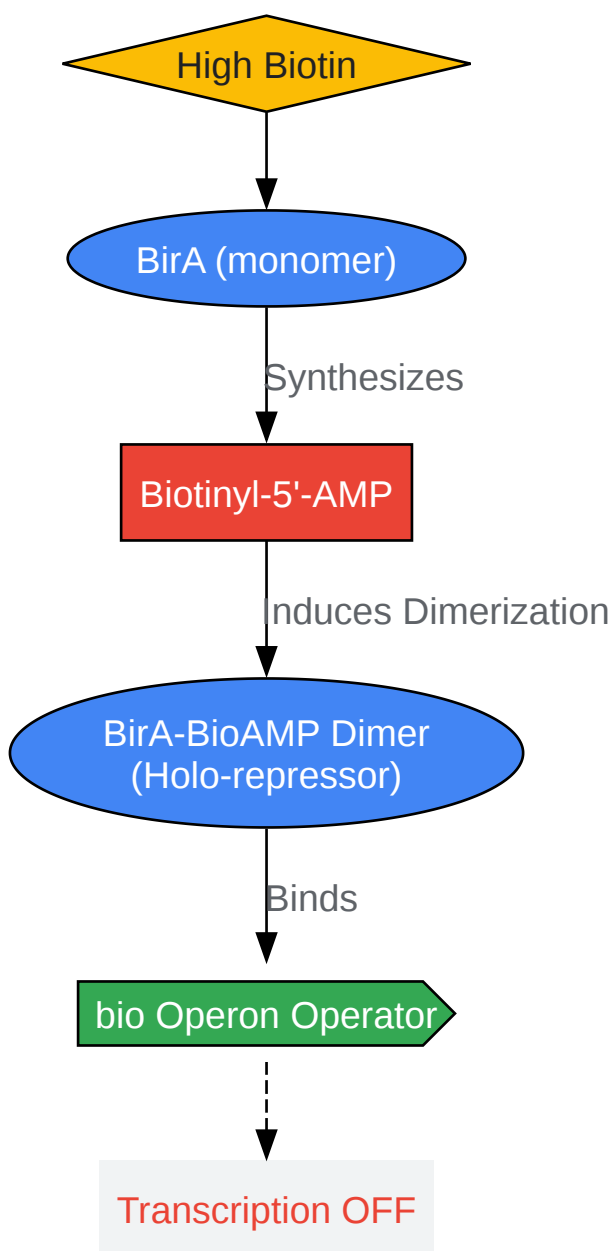 High Biotin
BirA (monomer)
Synthesizes
Biotinyl-5'-AMP
Induces Dimerization
BirA-BioAMP Dimer
(Holo-repressor)
Binds
bio Operon Operator
Transcription OFF